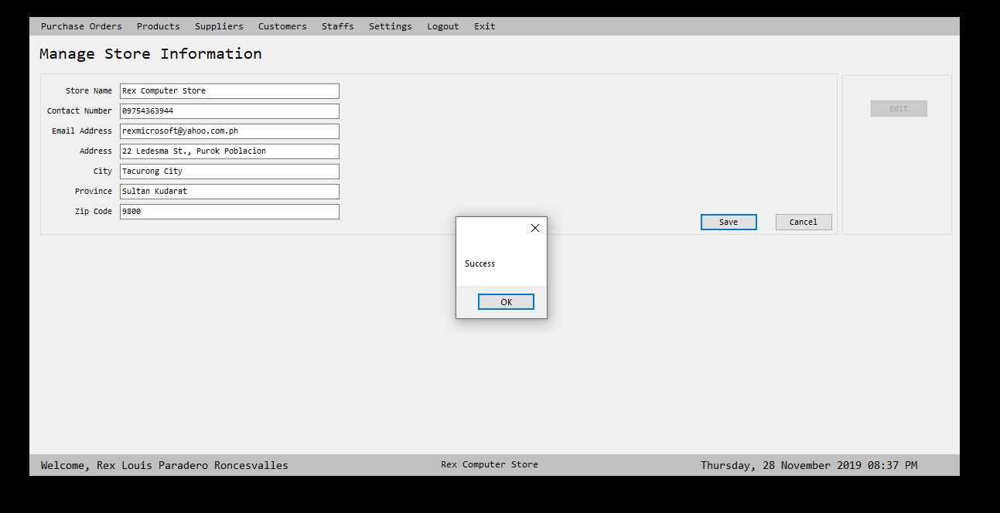 Purchase Orders Products Suppliers Customers Staffs Settings Logout Exit
Manage Store Information
Store Name Rex Computer Store
Contact Number 09754363944
Edit
Email Address rexmicrosoft@yahoo.com.ph
Address 22 Ledesma St., Purok Poblacion
City Tacurong City
Province Sultan Kudarat
Zip Code 9800
Save Cancel
Success
OK
Welcome, Rex Louis Paradero Roncesvalles Rex Computer Store Thursday, 28 November 2019 08:37 PM